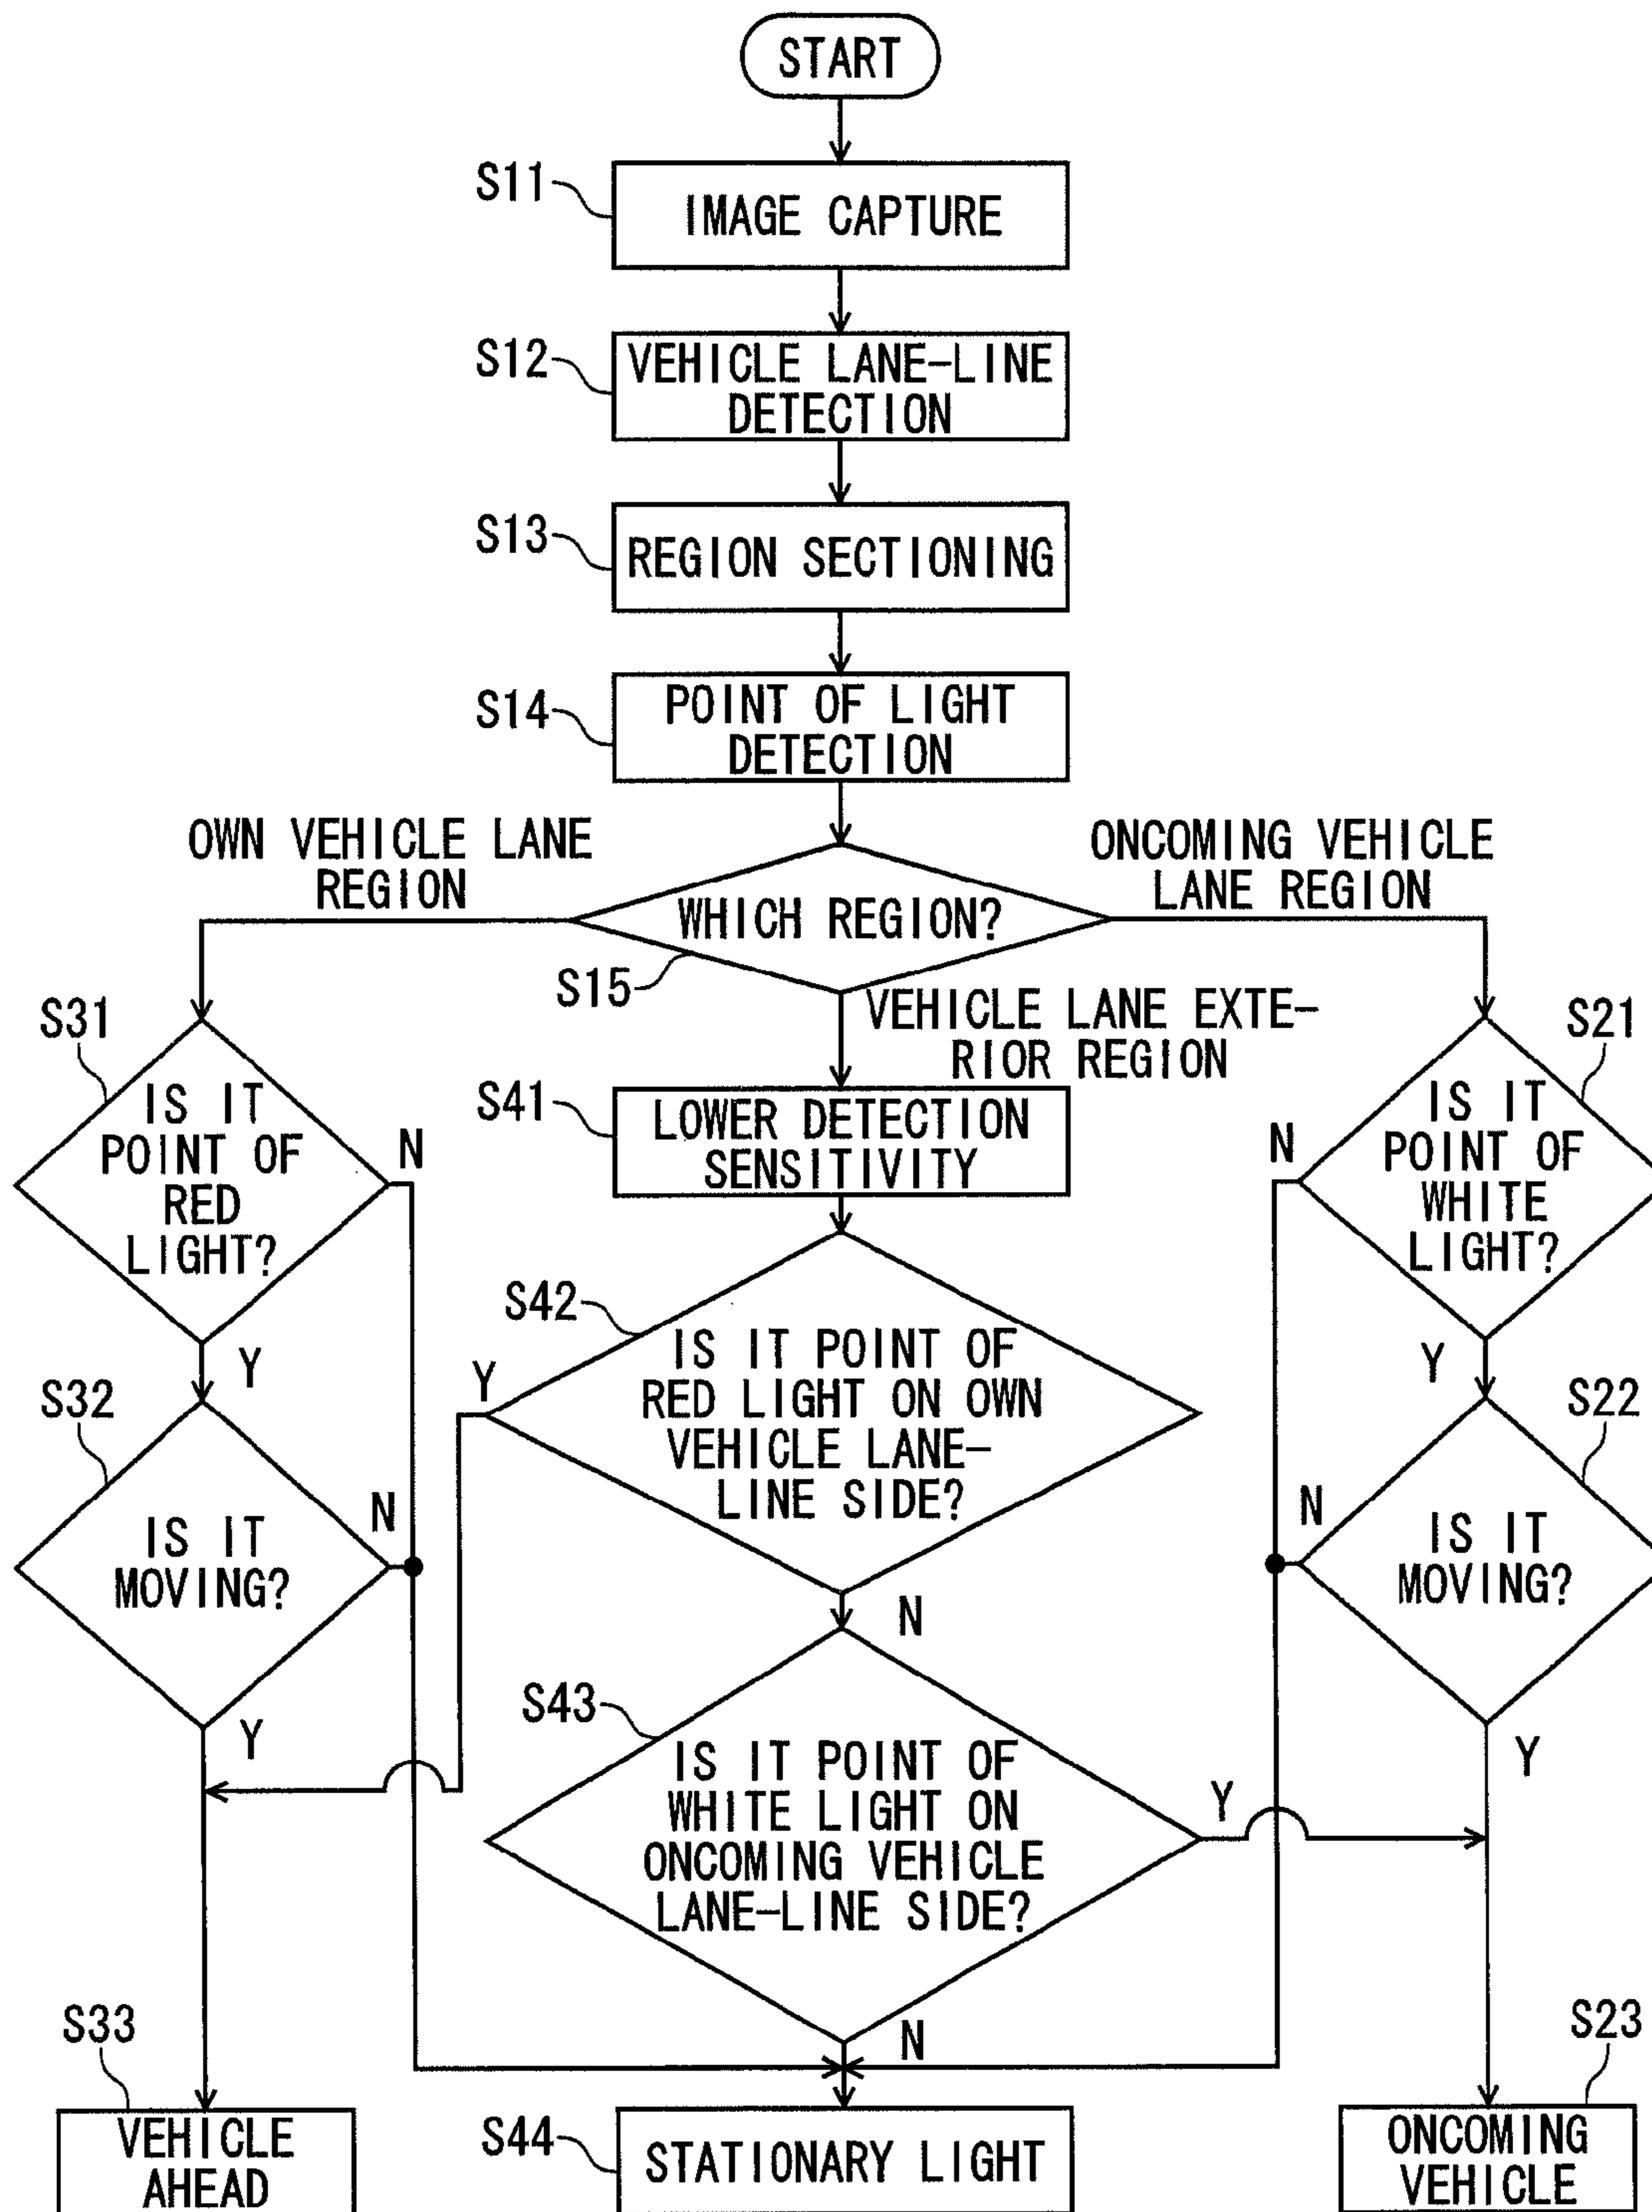 START
S11
IMAGE CAPTURE
S12
VEHICLE LANE-LINE
DETECTION
S13
REGION SECTIONING
S14
POINT OF LIGHT
DETECTION
OWN VEHICLE LANE
REGION
ONCOMING VEHICLE
LANE REGION
WHICH REGION?
S15
VEHICLE LANE EXTE-
RIOR REGION
S31
IS IT
POINT OF
RED
LIGHT?
N
Y
S41
LOWER DETECTION
SENSITIVITY
S21
IS IT
POINT OF
WHITE
LIGHT?
N
Y
S42
IS IT POINT OF
RED LIGHT ON OWN
VEHICLE LANE-
LINE SIDE?
Y
N
S32
IS IT
MOVING?
N
Y
S22
IS IT
MOVING?
N
Y
S43
IS IT POINT OF
WHITE LIGHT ON
ONCOMING VEHICLE
LANE-LINE SIDE?
Y
N
S33
VEHICLE
AHEAD
S44
STATIONARY LIGHT
S23
ONCOMING
VEHICLE